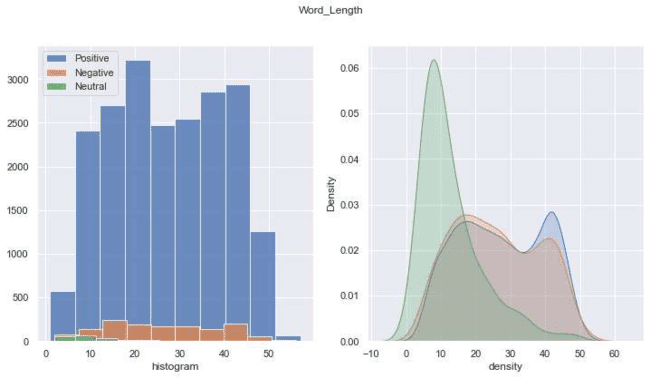 Word_Length
Positive
Negative
Neutral
3000
2500
2000
1500
1000
500
0
0 10 20 30 40 50
histogram
0.06
0.05
0.04
0.03
0.02
0.01
0.00
Density
-10 0 10 20 30 40 50 60
density